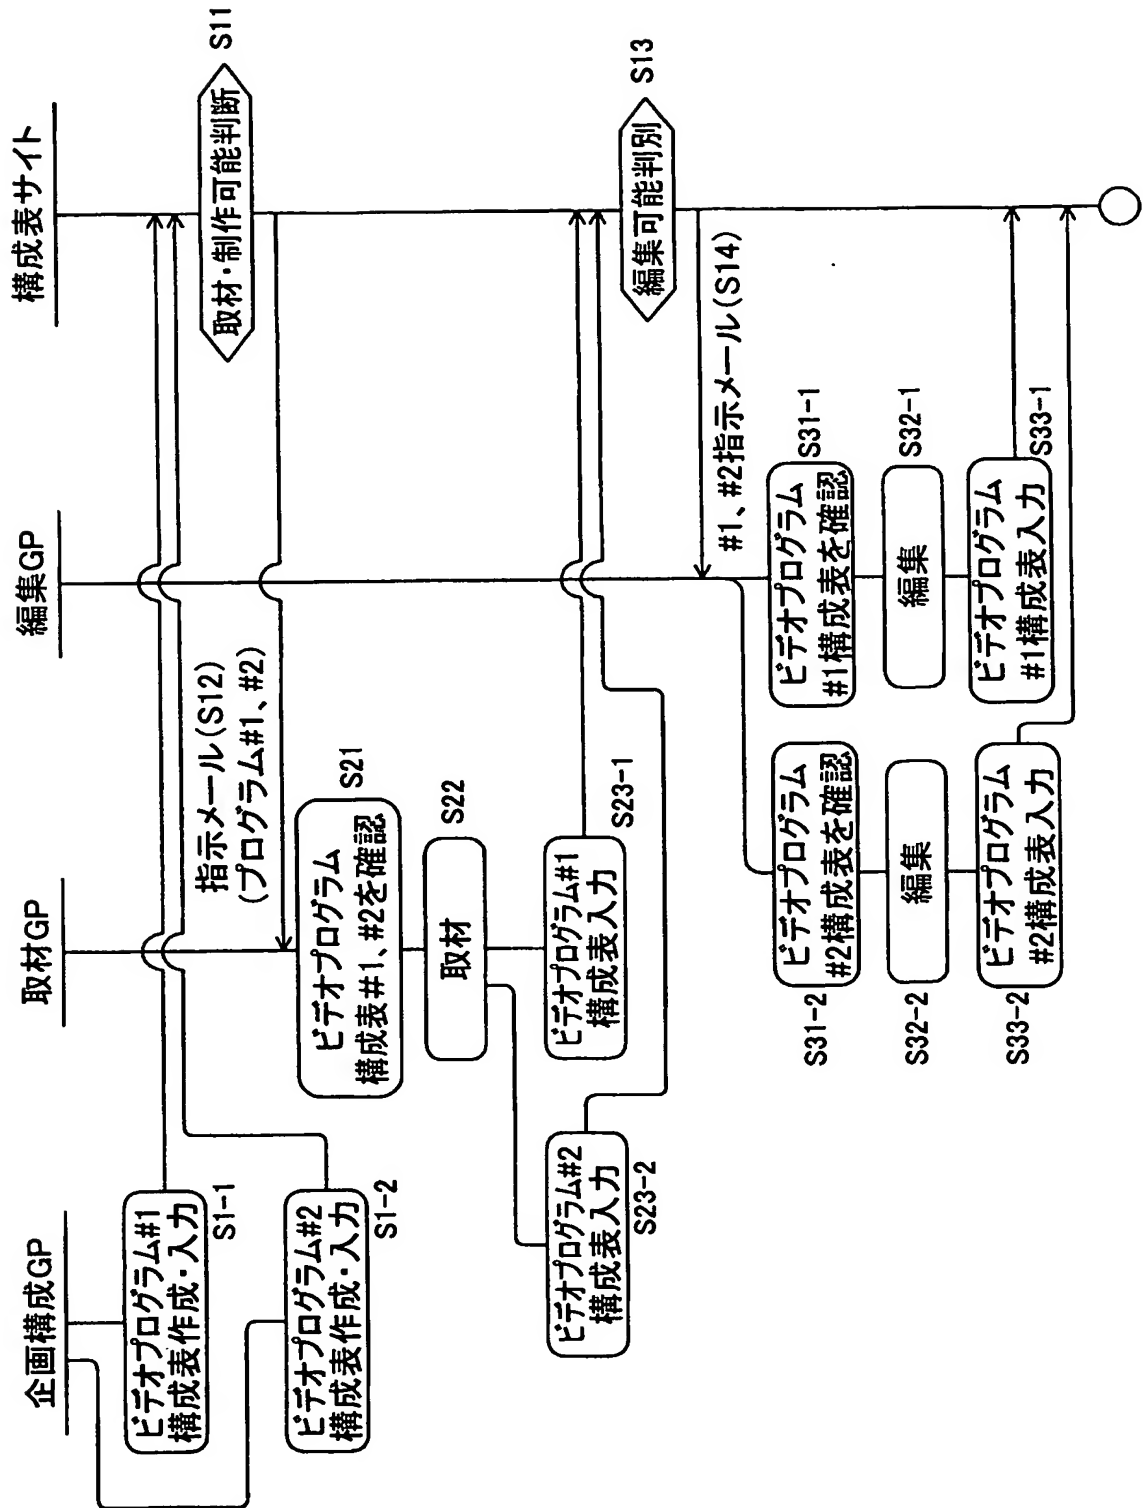 企画構成GP
取材GP
編集GP
構成表サイト
ビデオプログラム#1
構成表作成・入力
S1-1
ビデオプログラム#2
構成表作成・入力
S1-2
取材・制作可能判断
S11
指示メール(S12)
(プログラム#1、#2)
ビデオプログラム
構成表#1、#2を確認
S21
取材
S22
ビデオプログラム#1
構成表入力
S23-1
ビデオプログラム#2
構成表入力
S23-2
編集可能判別
S13
#1、#2指示メール(S14)
ビデオプログラム
#1構成表を確認
S31-1
編集
S32-1
ビデオプログラム
#1構成表入力
S33-1
ビデオプログラム
#2構成表を確認
S31-2
編集
S32-2
ビデオプログラム
#2構成表入力
S33-2